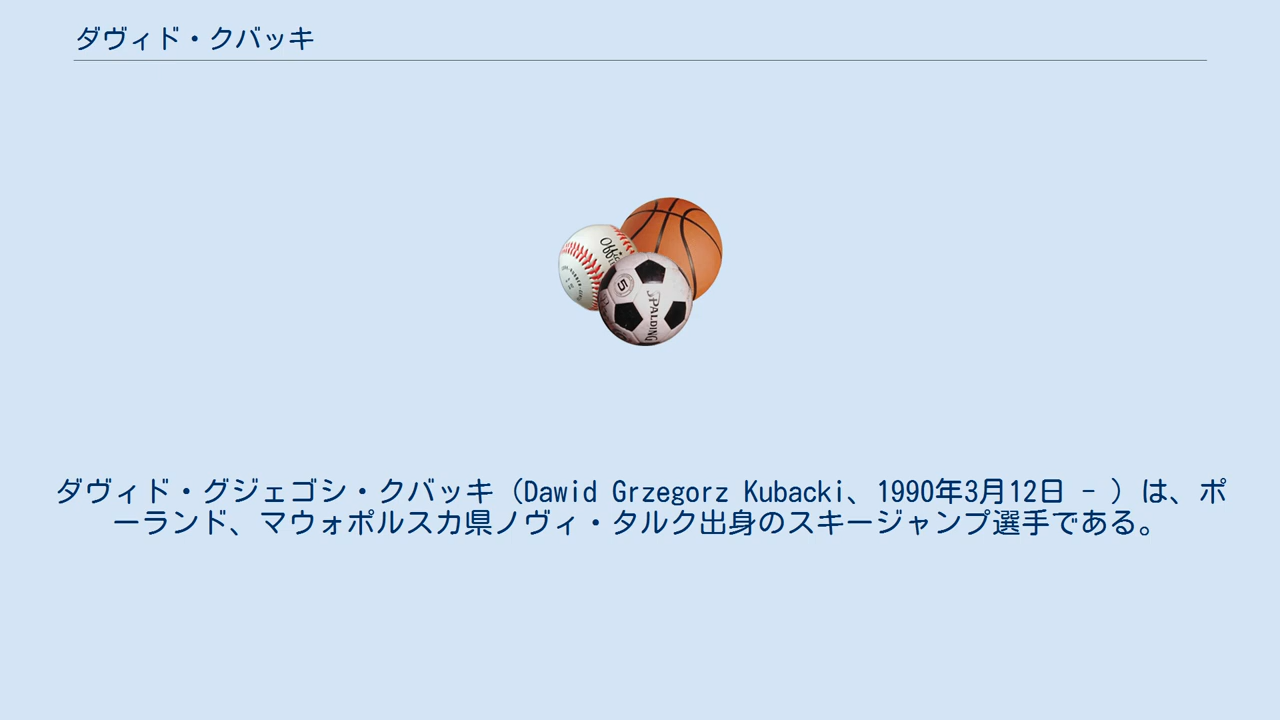 ダヴィド・クバッキ
5
SPALDING
ダヴィド・グジェゴシ・クバッキ（Dawid Grzegorz Kubacki、1990年3月12日 - ）は、ポ
ーランド、マウォポルスカ県ノヴィ・タルク出身のスキージャンプ選手である。